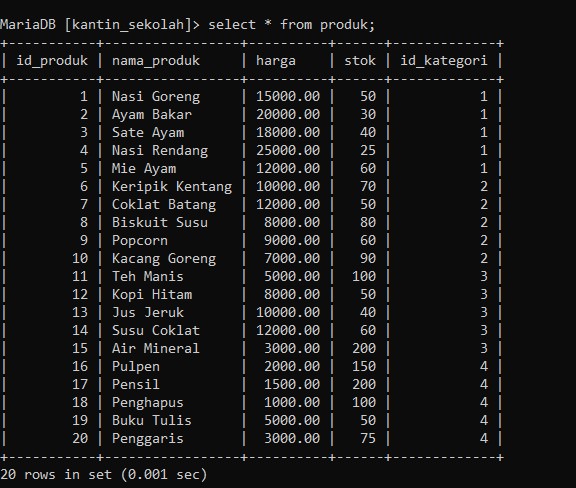 MariaDB [kantin_sekolah]> select * from produk;
+-----------+-----------------+----------+------+-------------+
| id_produk | nama_produk     | harga    | stok | id_kategori |
+-----------+-----------------+----------+------+-------------+
|         1 | Nasi Goreng     | 15000.00 |   50 |           1 |
|         2 | Ayam Bakar      | 20000.00 |   30 |           1 |
|         3 | Sate Ayam       | 18000.00 |   40 |           1 |
|         4 | Nasi Rendang    | 25000.00 |   25 |           1 |
|         5 | Mie Ayam        | 12000.00 |   60 |           1 |
|         6 | Keripik Kentang | 10000.00 |   70 |           2 |
|         7 | Coklat Batang   | 12000.00 |   50 |           2 |
|         8 | Biskuit Susu    |  8000.00 |   80 |           2 |
|         9 | Popcorn         |  9000.00 |   60 |           2 |
|        10 | Kacang Goreng   |  7000.00 |   90 |           2 |
|        11 | Teh Manis       |  5000.00 |  100 |           3 |
|        12 | Kopi Hitam      |  8000.00 |   50 |           3 |
|        13 | Jus Jeruk       | 10000.00 |   40 |           3 |
|        14 | Susu Coklat     | 12000.00 |   60 |           3 |
|        15 | Air Mineral     |  3000.00 |  200 |           3 |
|        16 | Pulpen          |  2000.00 |  150 |           4 |
|        17 | Pensil          |  1500.00 |  200 |           4 |
|        18 | Penghapus       |  1000.00 |  100 |           4 |
|        19 | Buku Tulis      |  5000.00 |   50 |           4 |
|        20 | Penggaris       |  3000.00 |   75 |           4 |
+-----------+-----------------+----------+------+-------------+
20 rows in set (0.001 sec)